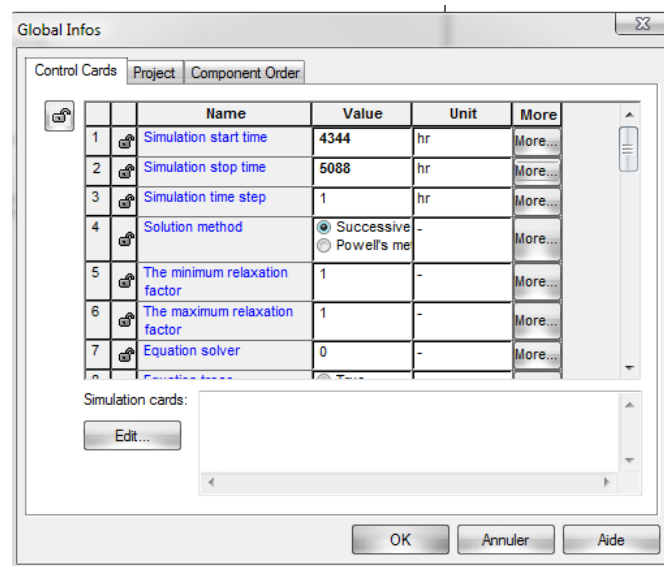 Global Infos
Control Cards Project Component Order
Name Value Unit More
1 Simulation start time 4344 hr More...
2 Simulation stop time 5088 hr More...
3 Simulation time step 1 hr More...
4 Solution method Successive - More...
Powell's me
5 The minimum relaxation 1 - More...
factor
6 The maximum relaxation 1 - More...
factor
7 Equation solver 0 - More...
Simulation cards:
Edit...
OK Annuler Aide